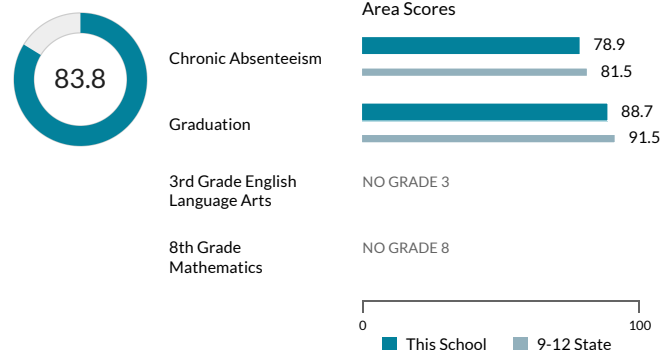 Area Scores
83.8
Chronic Absenteeism
78.9
81.5
Graduation
88.7
91.5
3rd Grade English
Language Arts
NO GRADE 3
8th Grade
Mathematics
NO GRADE 8
0
100
This School
9-12 State